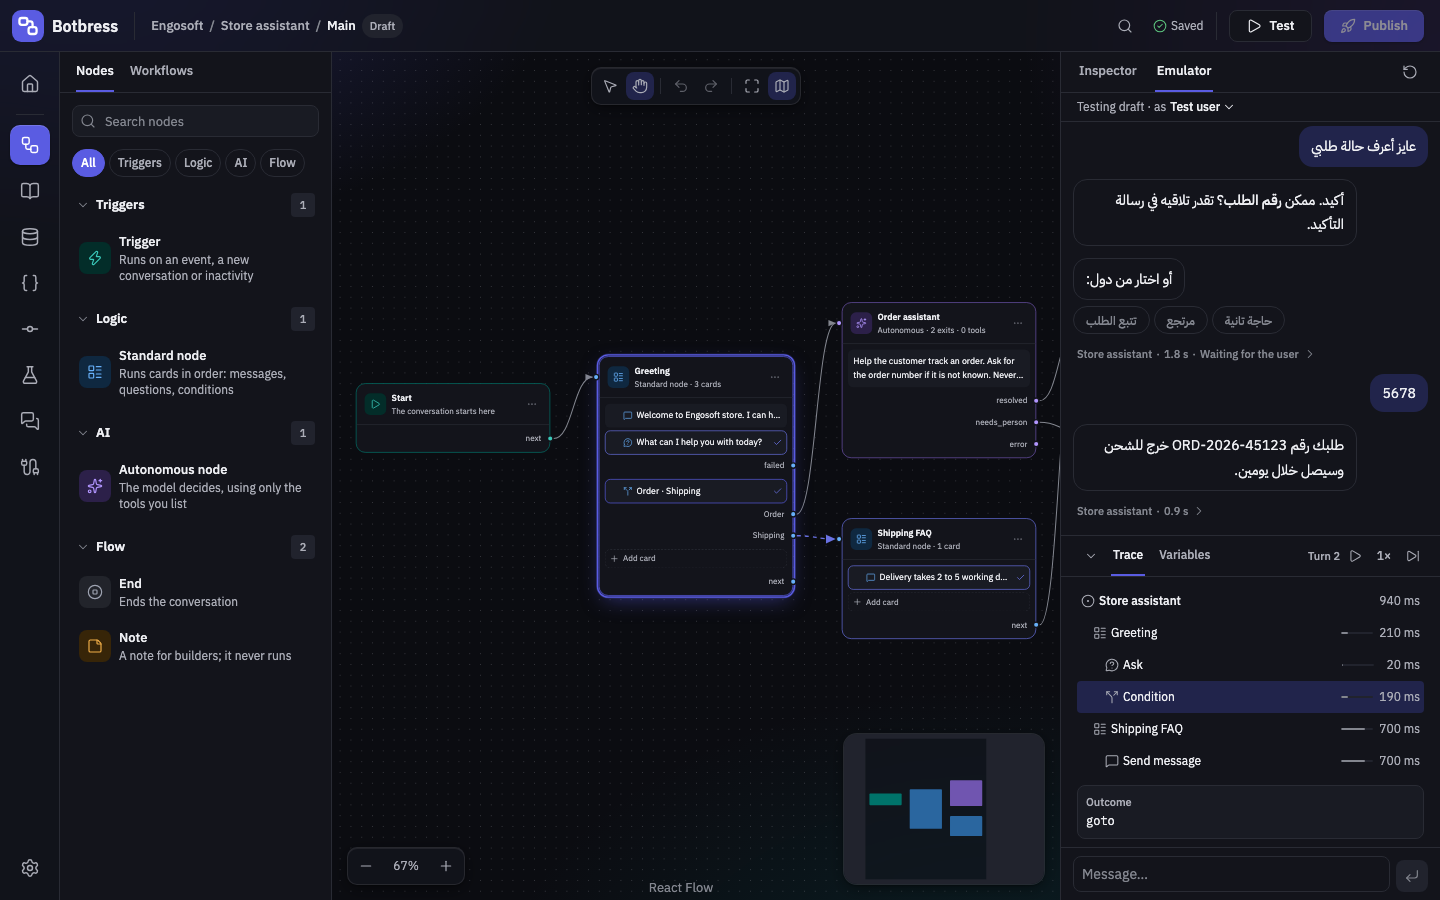 Botbress
Engosoft / Store assistant / Main Draft
Saved
Test
Publish
Nodes Workflows
Search nodes
All Triggers Logic AI Flow
Triggers 1
Trigger
Runs on an event, a new
conversation or inactivity
Logic 1
Standard node
Runs cards in order: messages,
questions, conditions
AI 1
Autonomous node
The model decides, using only the
tools you list
Flow 2
End
Ends the conversation
Note
A note for builders; it never runs
Start
The conversation starts here
next
Greeting
Standard node · 3 cards
Welcome to Engosoft store. I can h...
What can I help you with today?
failed
Order · Shipping
Order
Shipping
Add card
next
Order assistant
Autonomous · 2 exits · 0 tools
Help the customer track an order. Ask for
the order number if it is not known. Never...
resolved
needs_person
error
Shipping FAQ
Standard node · 1 card
Delivery takes 2 to 5 working d...
Add card
next
67%
React Flow
Inspector Emulator
Testing draft · as Test user
عايز أعرف حالة طلبي
أكيد. ممكن رقم الطلب؟ تقدر تلاقيه في رسالة
التأكيد.
أو اختار من دول:
تتبع الطلب
مرتجع
حاجة تانية
Store assistant · 1.8 s · Waiting for the user
5678
طلبك رقم ORD-2026-45123 خرج للشحن
وسيصل خلال يومين.
Store assistant · 0.9 s
Trace Variables Turn 2 1×
Store assistant 940 ms
Greeting 210 ms
Ask 20 ms
Condition 190 ms
Shipping FAQ 700 ms
Send message 700 ms
Outcome
goto
Message...